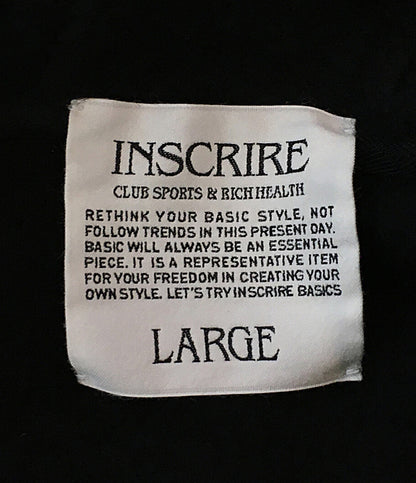 INSCRIRE
CLUB SPORTS & RICH HEALTH
RETHINK YOUR BASIC STYLE, NOT
FOLLOW TRENDS IN THIS PRESENT DAY.
BASIC WILL ALWAYS BE AN ESSENTIAL
PIECE. IT IS A REPRESENTATIVE ITEM
FOR YOUR FREEDOM IN CREATING YOUR
OWN STYLE. LET'S TRY INSCRIRE BASICS
LARGE